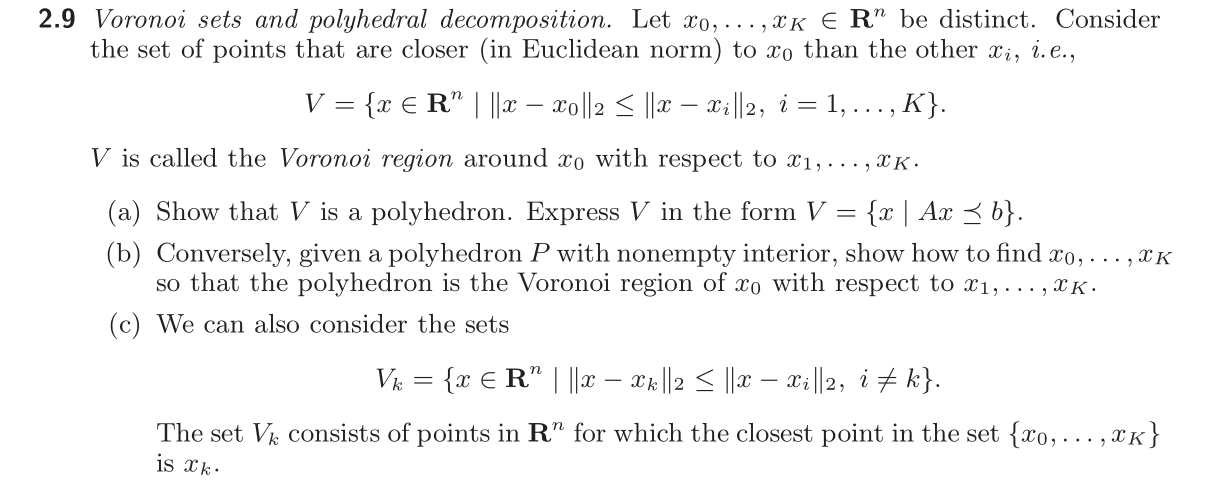 2.9 Voronoi sets and polyhedral decomposition. Let x₀, . . . , x_K ∈ Rⁿ be distinct. Consider
the set of points that are closer (in Euclidean norm) to x₀ than the other xᵢ, i.e.,
V = {x ∈ Rⁿ | ‖x − x₀‖₂ ≤ ‖x − xᵢ‖₂, i = 1, . . . , K}.
V is called the Voronoi region around x₀ with respect to x₁, . . . , x_K.
(a) Show that V is a polyhedron. Express V in the form V = {x | Ax ⪯ b}.
(b) Conversely, given a polyhedron P with nonempty interior, show how to find x₀, . . . , x_K
so that the polyhedron is the Voronoi region of x₀ with respect to x₁, . . . , x_K.
(c) We can also consider the sets
V_k = {x ∈ Rⁿ | ‖x − x_k‖₂ ≤ ‖x − xᵢ‖₂, i ≠ k}.
The set V_k consists of points in Rⁿ for which the closest point in the set {x₀, . . . , x_K}
is x_k.